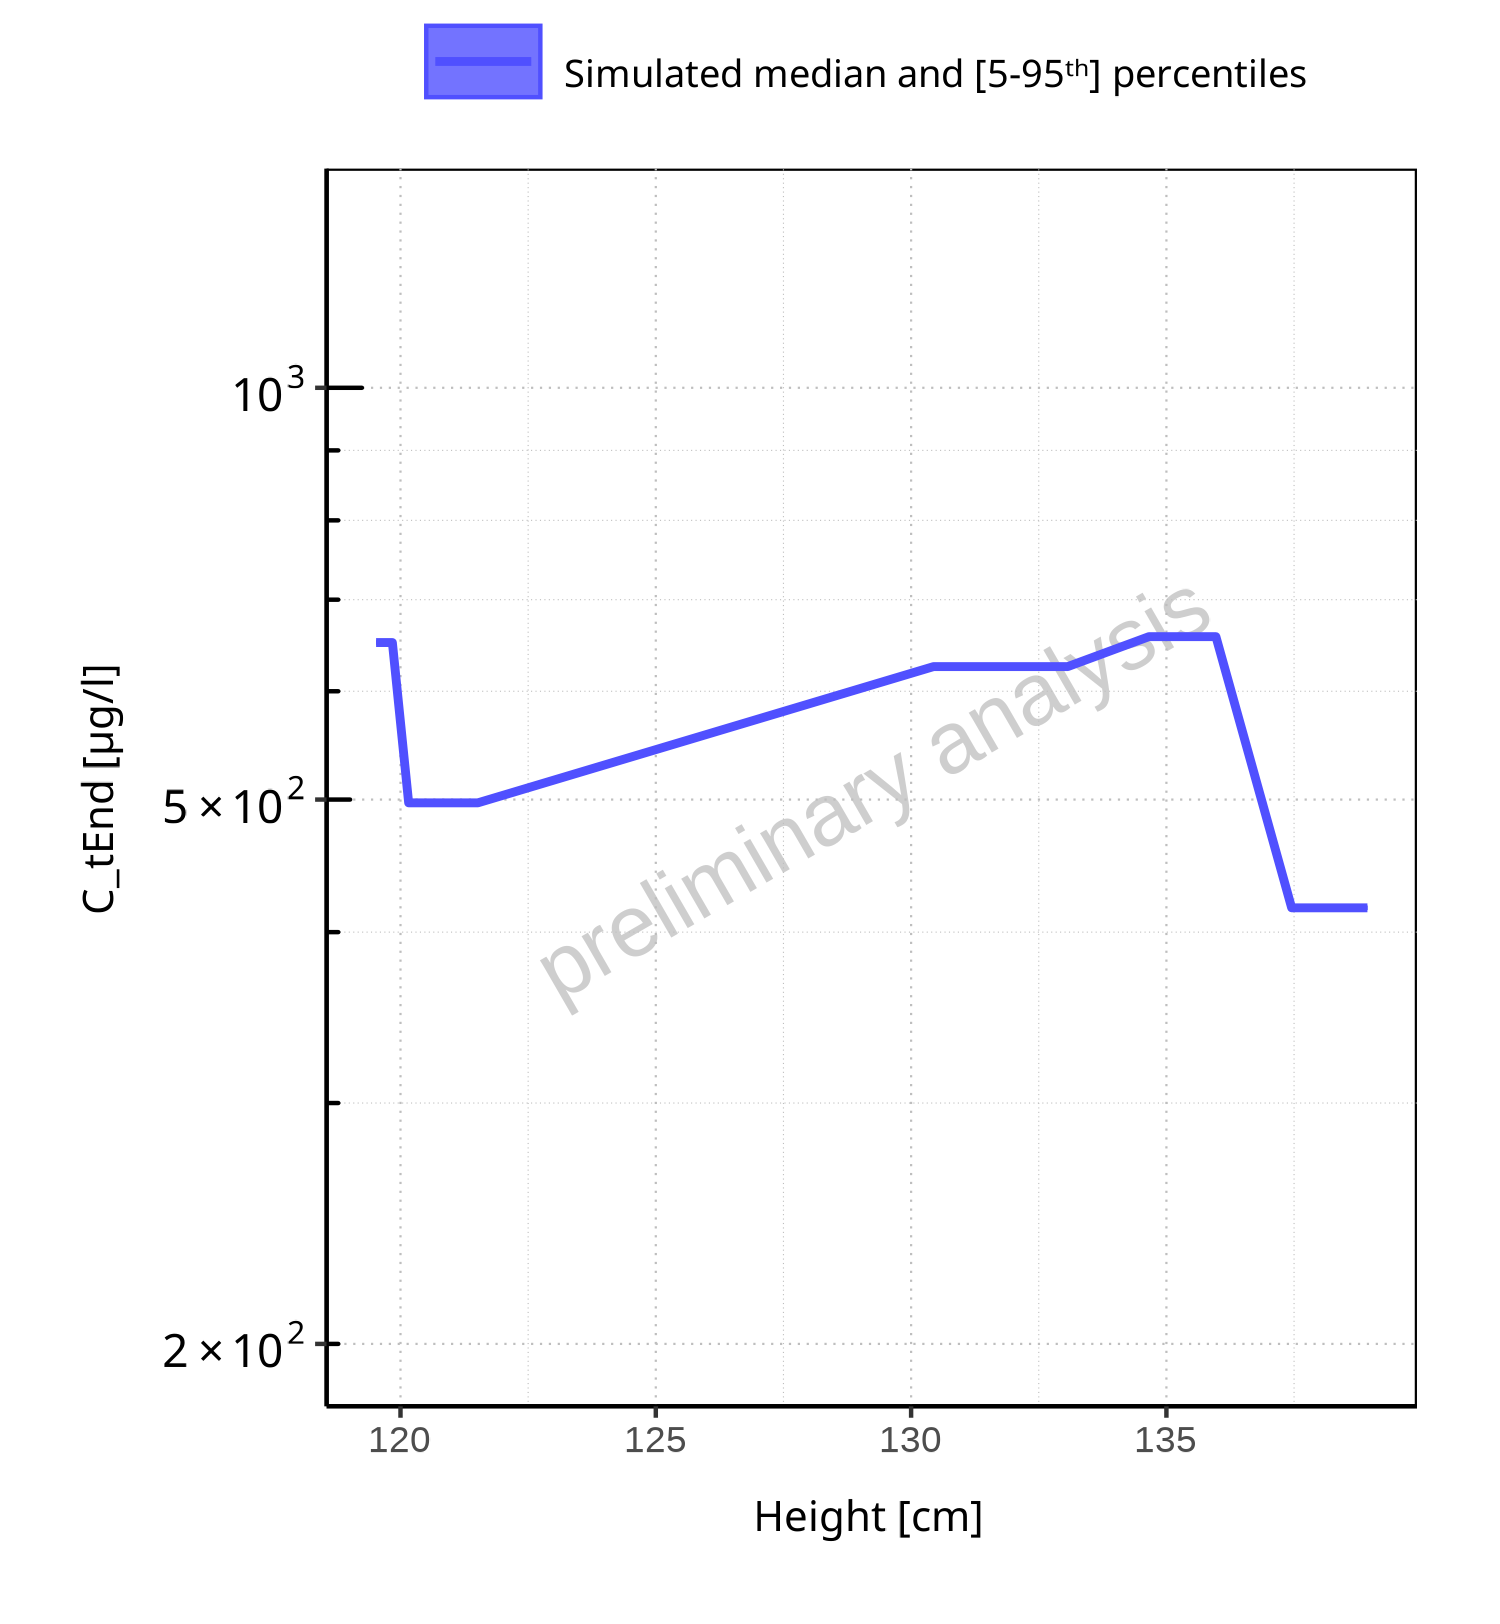 Simulated median and [5-95ᵗʰ] percentiles
10³
5 × 10²
2 × 10²
C_tEnd [µg/l]
preliminary analysis
120 125 130 135
Height [cm]